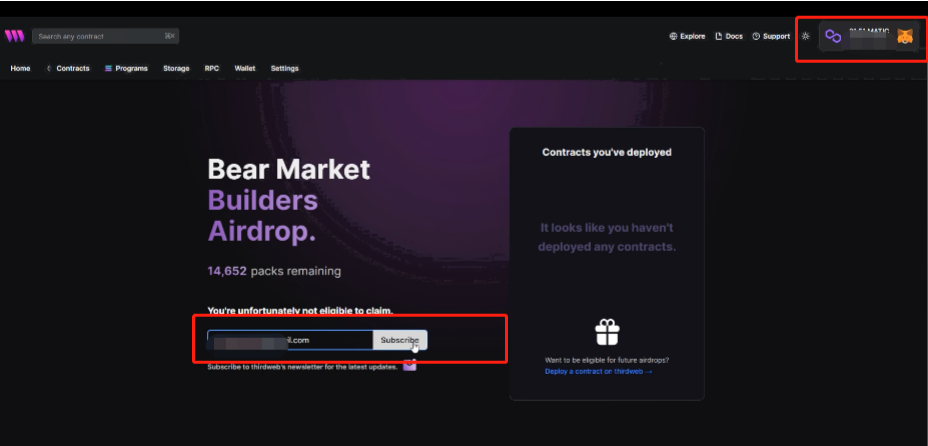 Search any contract ⌘K
Explore Docs Support MATIC
Home Contracts Programs Storage RPC Wallet Settings
Bear Market
Builders
Airdrop.
14,652 packs remaining
You're unfortunately not eligible to claim.
il.com Subscribe
Subscribe to thirdweb's newsletter for the latest updates.
Contracts you've deployed
It looks like you haven't
deployed any contracts.
Want to be eligible for future airdrops?
Deploy a contract on thirdweb →